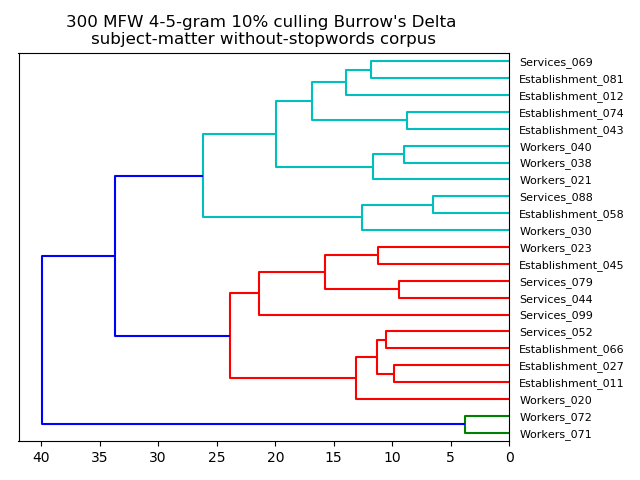 300 MFW 4-5-gram 10% culling Burrow's Delta
subject-matter without-stopwords corpus
Services_069
Establishment_081
Establishment_012
Establishment_074
Establishment_043
Workers_040
Workers_038
Workers_021
Services_088
Establishment_058
Workers_030
Workers_023
Establishment_045
Services_079
Services_044
Services_099
Services_052
Establishment_066
Establishment_027
Establishment_011
Workers_020
Workers_072
Workers_071
40 35 30 25 20 15 10 5 0